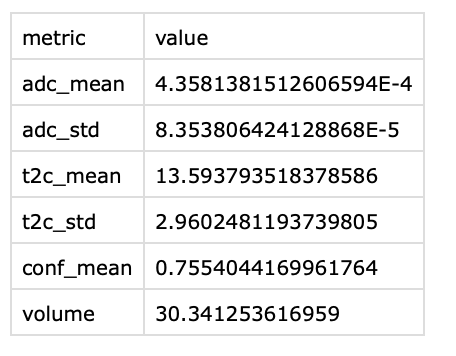 metric value
adc_mean 4.3581381512606594E-4
adc_std 8.353806424128868E-5
t2c_mean 13.593793518378586
t2c_std 2.9602481193739805
conf_mean 0.7554044169961764
volume 30.341253616959